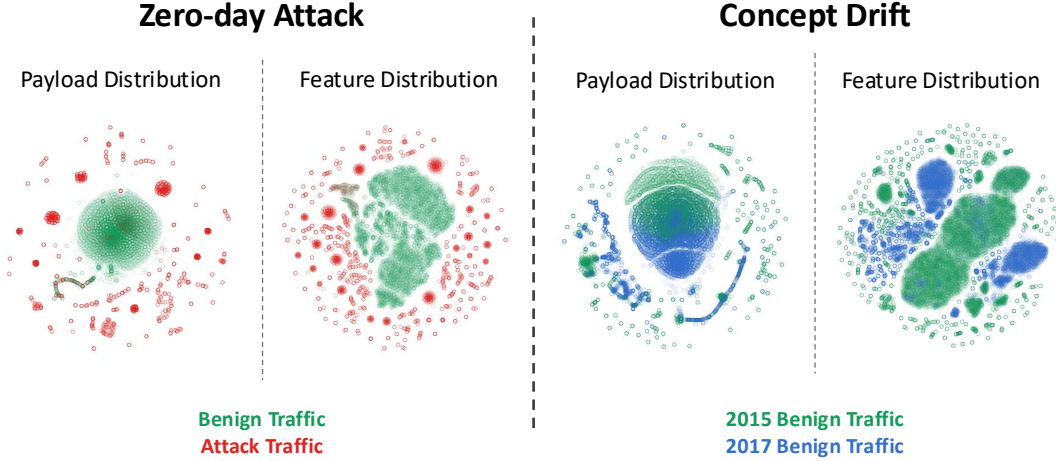 Zero-day Attack
Payload Distribution
Feature Distribution
Benign Traffic
Attack Traffic
Concept Drift
Payload Distribution
Feature Distribution
2015 Benign Traffic
2017 Benign Traffic